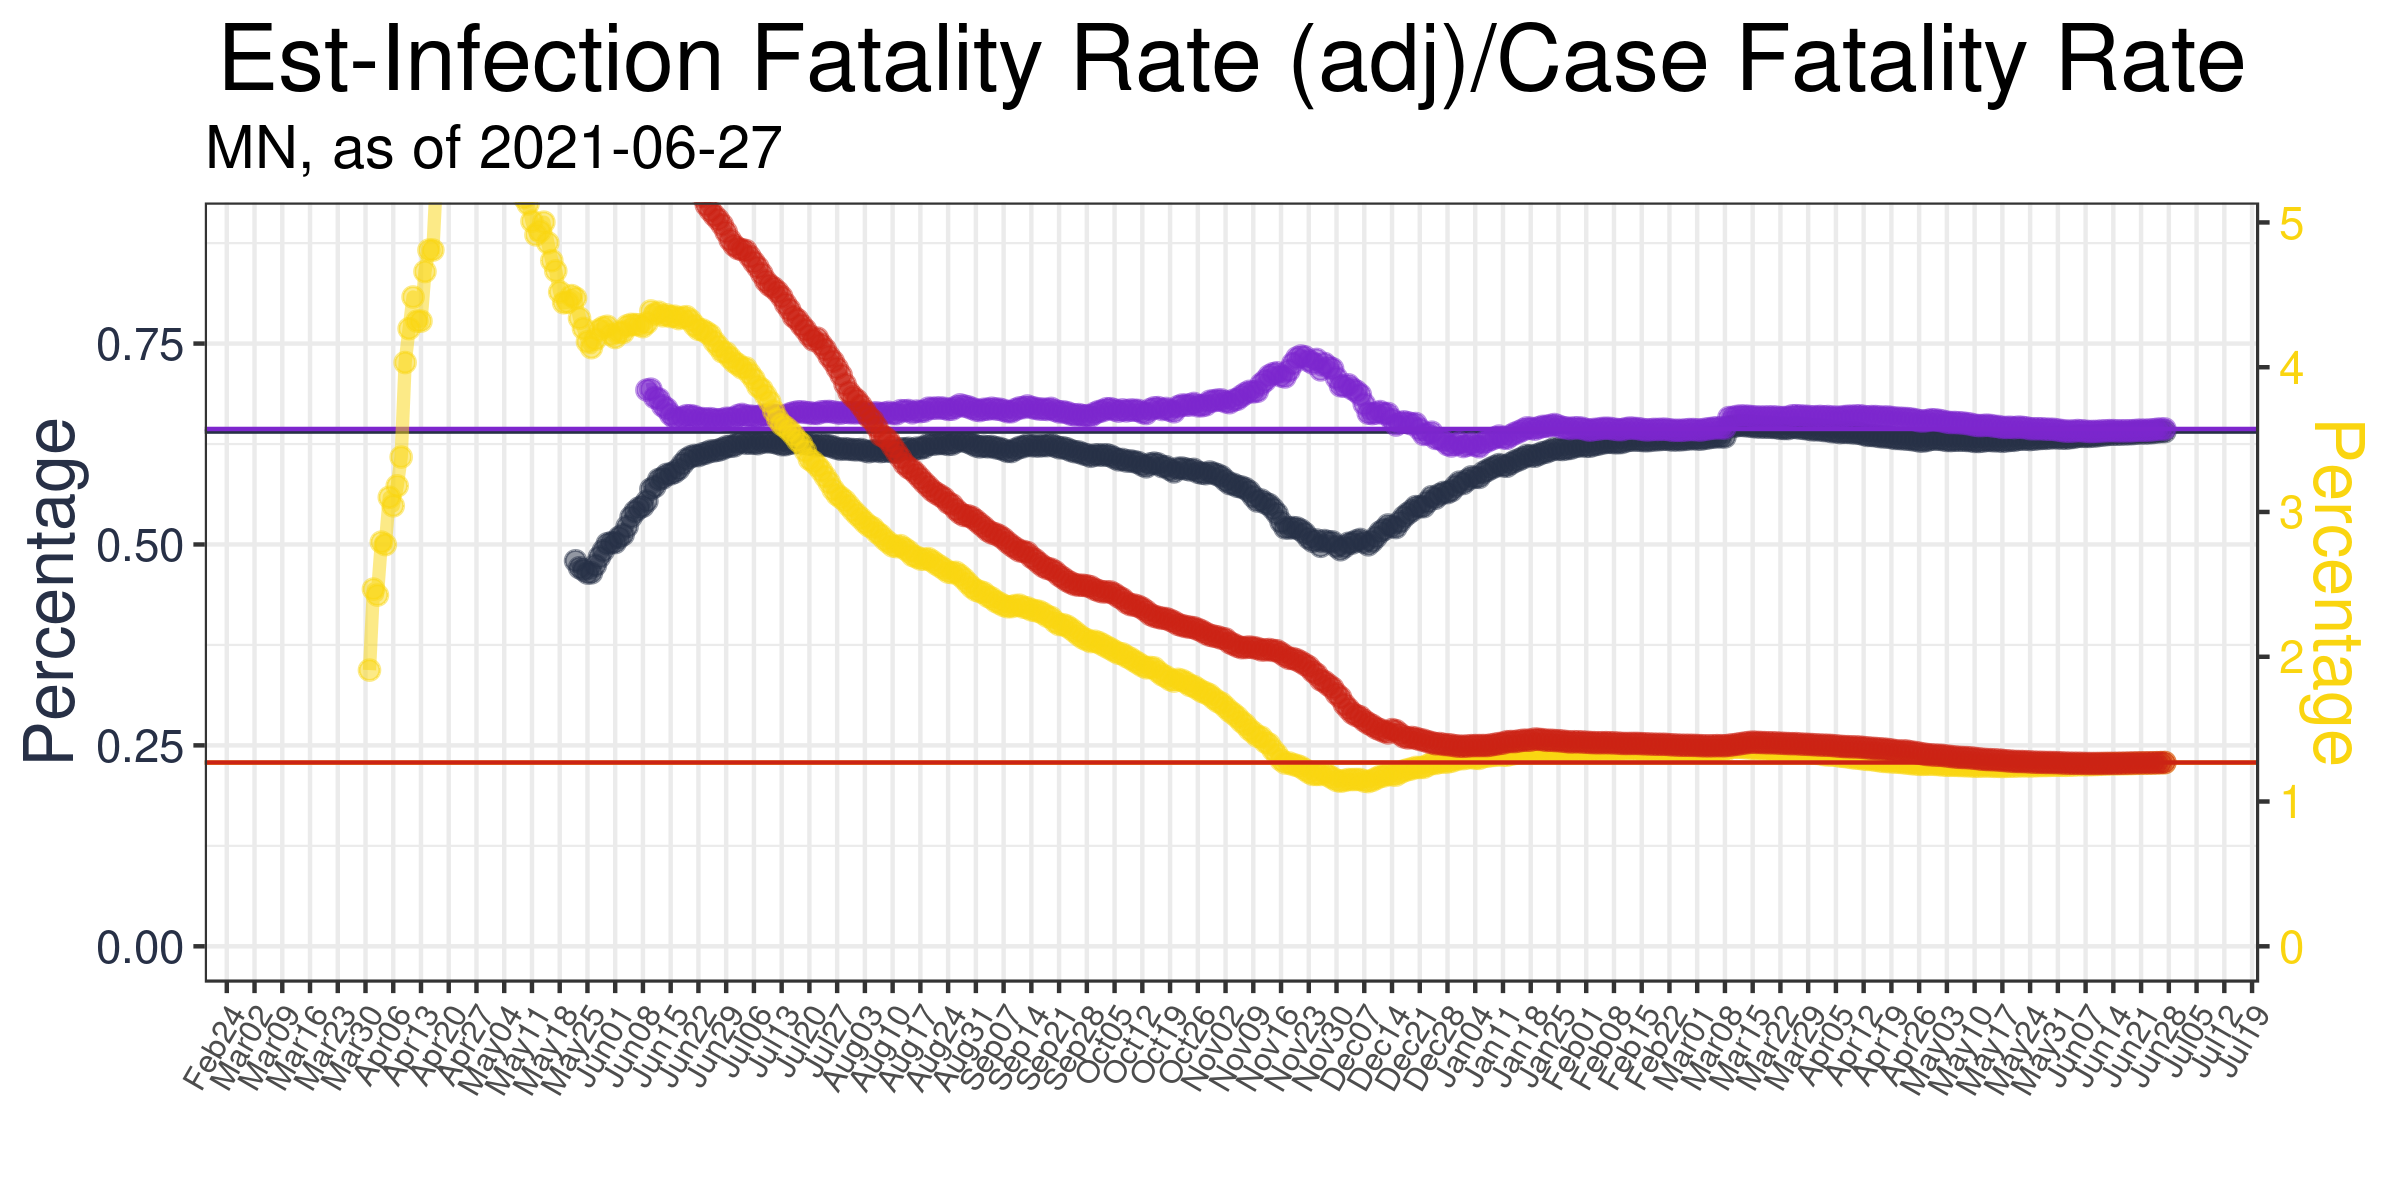 Est-Infection Fatality Rate (adj)/Case Fatality Rate
MN, as of 2021-06-27
Percentage
0.75
0.50
0.25
0.00
5
4
3
2
1
0
Percentage
Feb24
Mar02
Mar09
Mar16
Mar23
Mar30
Apr06
Apr13
Apr20
Apr27
May04
May11
May18
May25
Jun01
Jun08
Jun15
Jun22
Jun29
Jul06
Jul13
Jul20
Jul27
Aug03
Aug10
Aug17
Aug24
Aug31
Sep07
Sep14
Sep21
Sep28
Oct05
Oct12
Oct19
Oct26
Nov02
Nov09
Nov16
Nov23
Nov30
Dec07
Dec14
Dec21
Dec28
Jan04
Jan11
Jan18
Jan25
Feb01
Feb08
Feb15
Feb22
Mar01
Mar08
Mar15
Mar22
Mar29
Apr05
Apr12
Apr19
Apr26
May03
May10
May17
May24
May31
Jun07
Jun14
Jun21
Jun28
Jul05
Jul12
Jul19